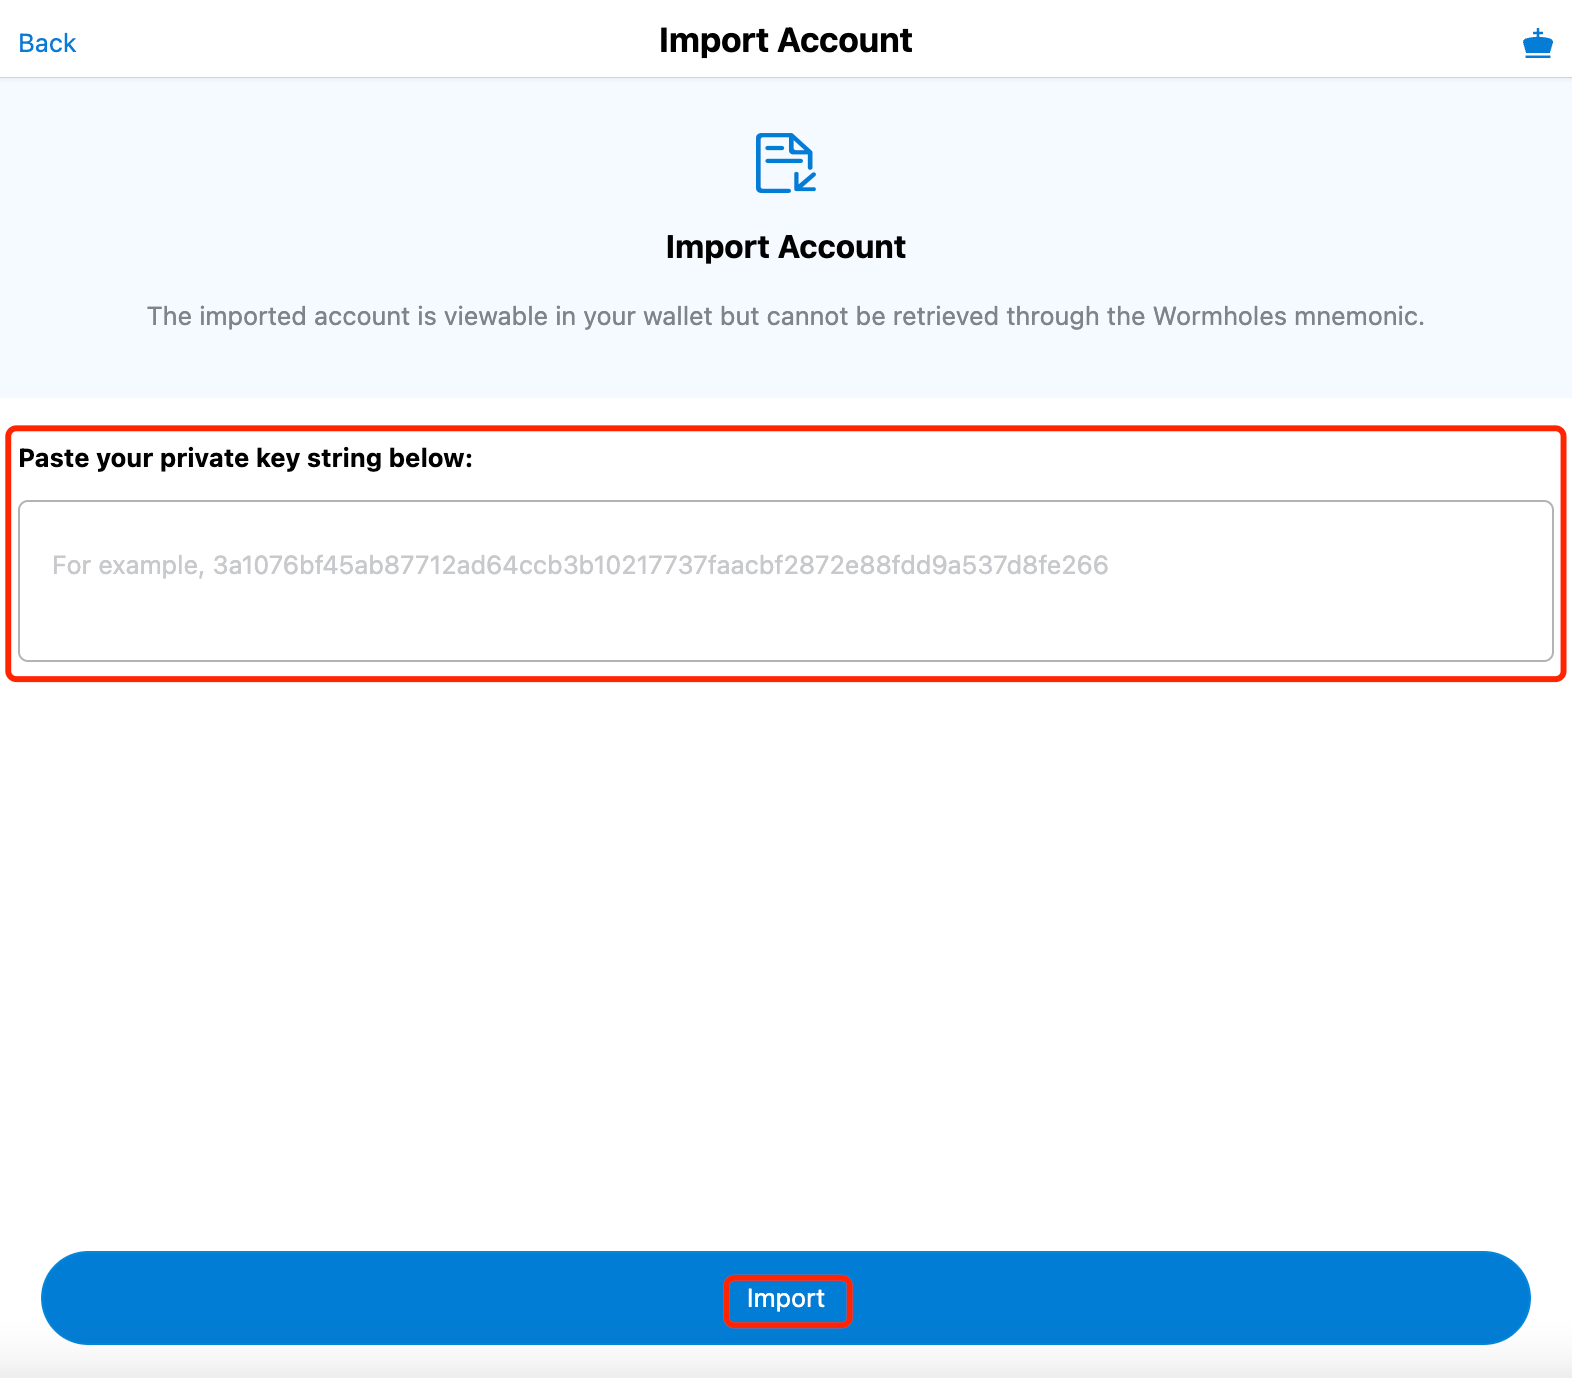 Back
Import Account
Import Account
The imported account is viewable in your wallet but cannot be retrieved through the Wormholes mnemonic.
Paste your private key string below:
For example, 3a1076bf45ab87712ad64ccb3b10217737faacbf2872e88fdd9a537d8fe266
Import